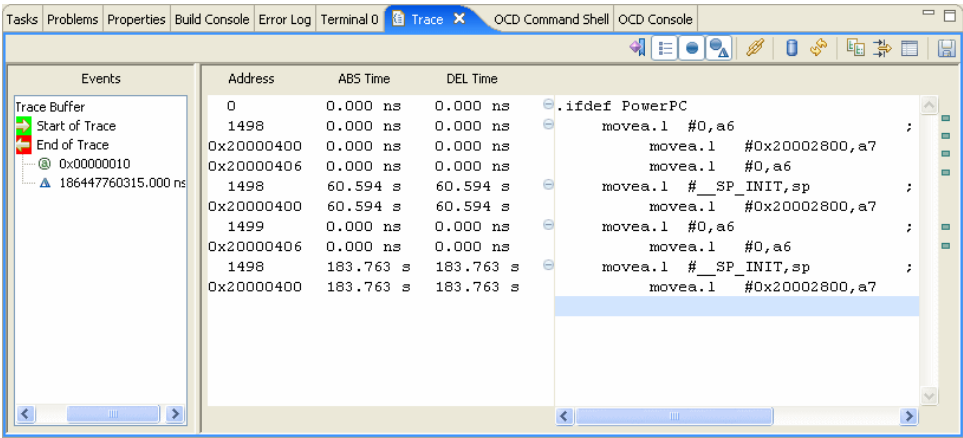 Tasks Problems Properties Build Console Error Log Terminal 0 Trace OCD Command Shell OCD Console
Events Address ABS Time DEL Time
Trace Buffer
Start of Trace
End of Trace
0x00000010
186447760315.000 ns
0 0.000 ns 0.000 ns .ifdef PowerPC
1498 0.000 ns 0.000 ns movea.l #0,a6 ;
0x20000400 0.000 ns 0.000 ns movea.l #0x20002800,a7
0x20000406 0.000 ns 0.000 ns movea.l #0,a6
1498 60.594 s 60.594 s movea.l #__SP_INIT,sp ;
0x20000400 60.594 s 60.594 s movea.l #0x20002800,a7
1499 0.000 ns 0.000 ns movea.l #0,a6 ;
0x20000406 0.000 ns 0.000 ns movea.l #0,a6
1498 183.763 s 183.763 s movea.l #__SP_INIT,sp ;
0x20000400 183.763 s 183.763 s movea.l #0x20002800,a7